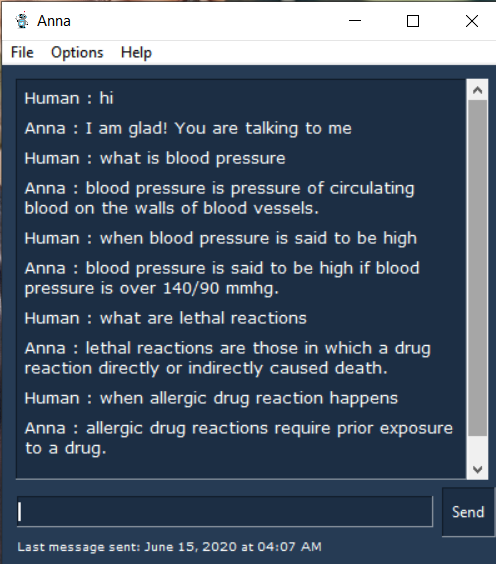 Anna
File Options Help
Human : hi
Anna : I am glad! You are talking to me
Human : what is blood pressure
Anna : blood pressure is pressure of circulating
blood on the walls of blood vessels.
Human : when blood pressure is said to be high
Anna : blood pressure is said to be high if blood
pressure is over 140/90 mmhg.
Human : what are lethal reactions
Anna : lethal reactions are those in which a drug
reaction directly or indirectly caused death.
Human : when allergic drug reaction happens
Anna : allergic drug reactions require prior exposure
to a drug.
Send
Last message sent: June 15, 2020 at 04:07 AM